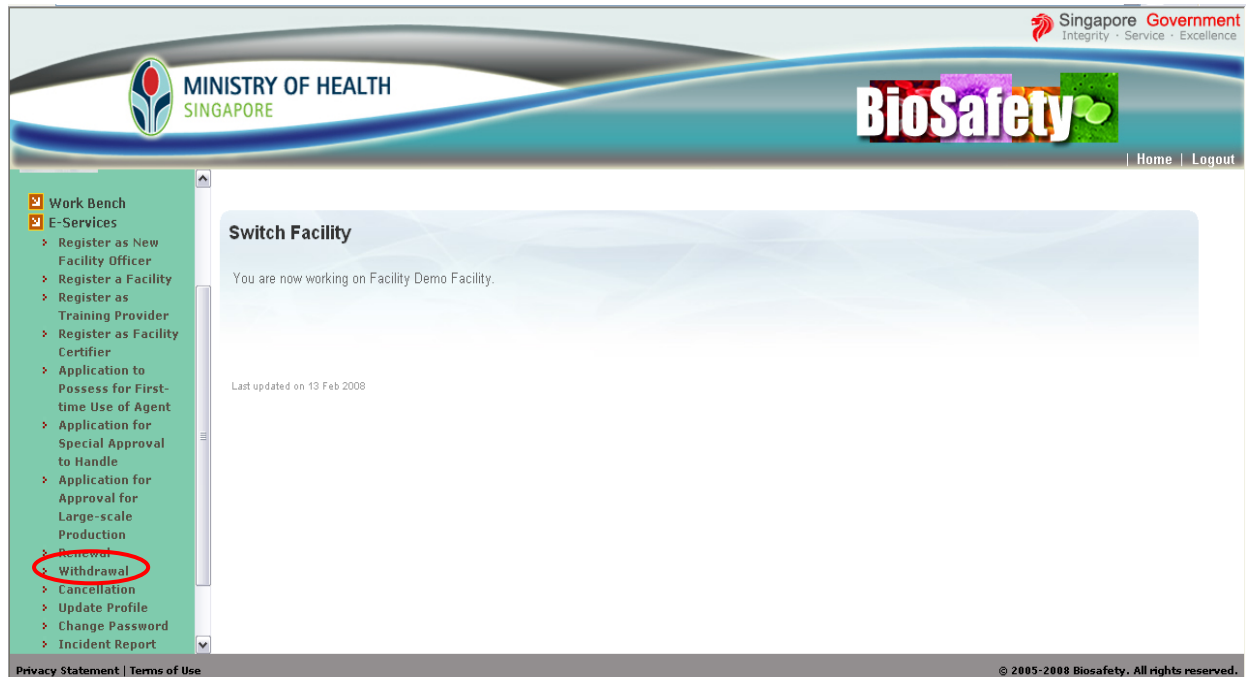 Singapore Government
Integrity · Service · Excellence
MINISTRY OF HEALTH
SINGAPORE
BioSafety
| Home | Logout
Work Bench
E-Services
Register as New
Facility Officer
Register a Facility
Register as
Training Provider
Register as Facility
Certifier
Application to
Possess for First-
time Use of Agent
Application for
Special Approval
to Handle
Application for
Approval for
Large-scale
Production
Renewal
Withdrawal
Cancellation
Update Profile
Change Password
Incident Report
Switch Facility
You are now working on Facility Demo Facility.
Last updated on 13 Feb 2008
Privacy Statement | Terms of Use
© 2005-2008 Biosafety. All rights reserved.